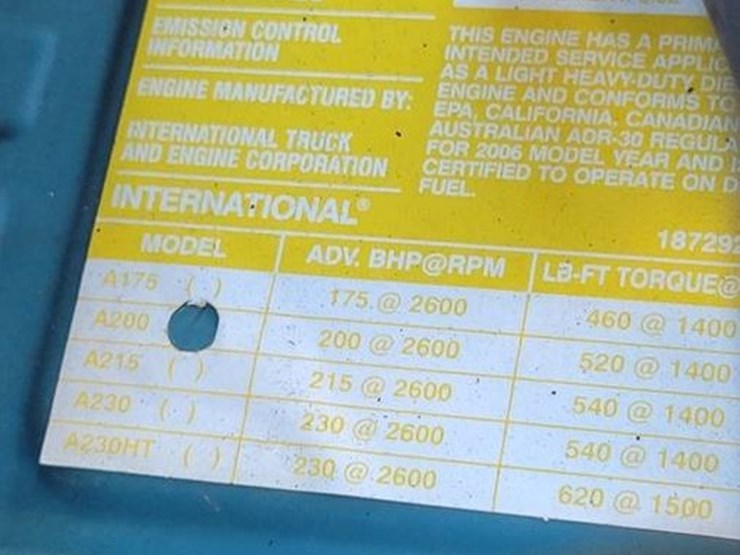 EMISSION CONTROL
INFORMATION
ENGINE MANUFACTURED BY:
INTERNATIONAL TRUCK
AND ENGINE CORPORATION
INTERNATIONAL®
THIS ENGINE HAS A PRIMA
INTENDED SERVICE APPLIC
AS A LIGHT HEAVY-DUTY DIE
ENGINE AND CONFORMS TO
EPA, CALIFORNIA, CANADIAN
AUSTRALIAN ADR-30 REGUL
FOR 2006 MODEL YEAR AND I
CERTIFIED TO OPERATE ON D
FUEL.
187292
MODEL ADV. BHP@RPM LB-FT TORQUE@
A175 ( ) 175 @ 2600 460 @ 1400
A200 200 @ 2600 520 @ 1400
A215 ( ) 215 @ 2600 540 @ 1400
A230 ( ) 230 @ 2600 540 @ 1400
A230HT ( ) 230 @ 2600 620 @ 1500